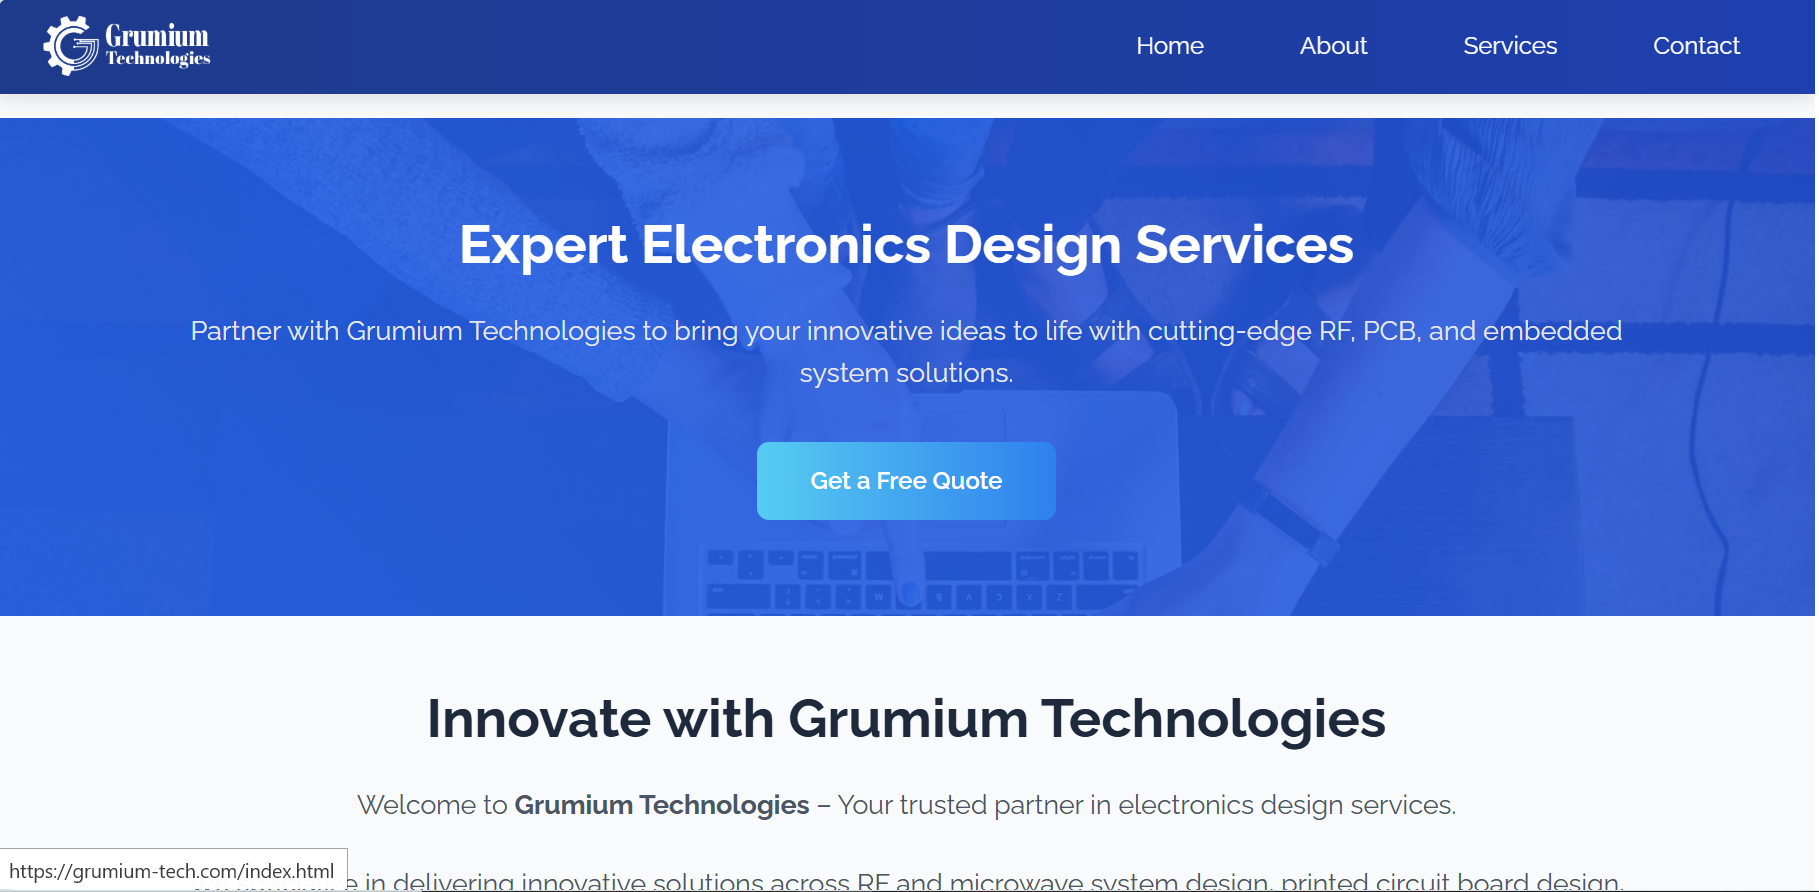 Grumium
Technologies
Home
About
Services
Contact
Expert Electronics Design Services
Partner with Grumium Technologies to bring your innovative ideas to life with cutting-edge RF, PCB, and embedded
system solutions.
Get a Free Quote
Innovate with Grumium Technologies
Welcome to Grumium Technologies – Your trusted partner in electronics design services.
in delivering innovative solutions across RF and microwave system design, printed circuit board design,
https://grumium-tech.com/index.html